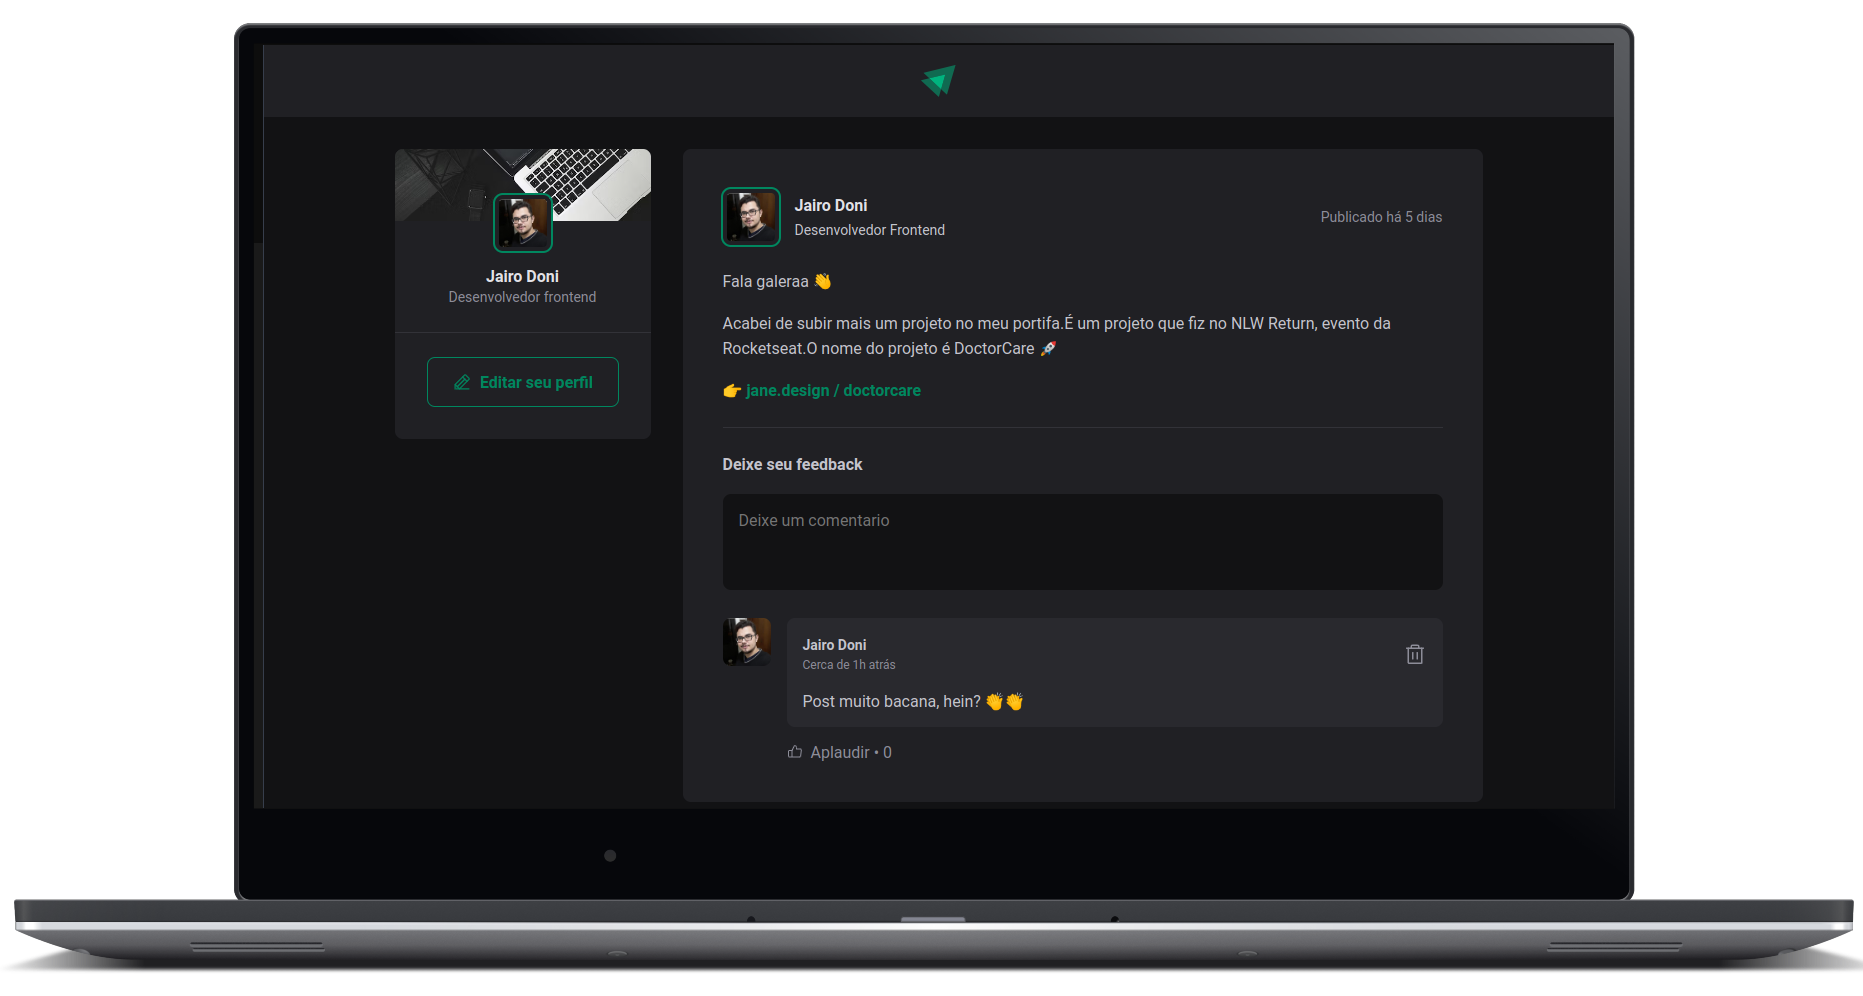 Jairo Doni
Desenvolvedor frontend
Editar seu perfil
Jairo Doni
Desenvolvedor Frontend
Publicado há 5 dias
Fala galeraa 👋
Acabei de subir mais um projeto no meu portifa.É um projeto que fiz no NLW Return, evento da
Rocketseat.O nome do projeto é DoctorCare 🚀
👉 jane.design / doctorcare
Deixe seu feedback
Deixe um comentario
Jairo Doni
Cerca de 1h atrás
Post muito bacana, hein? 👏👏
Aplaudir • 0